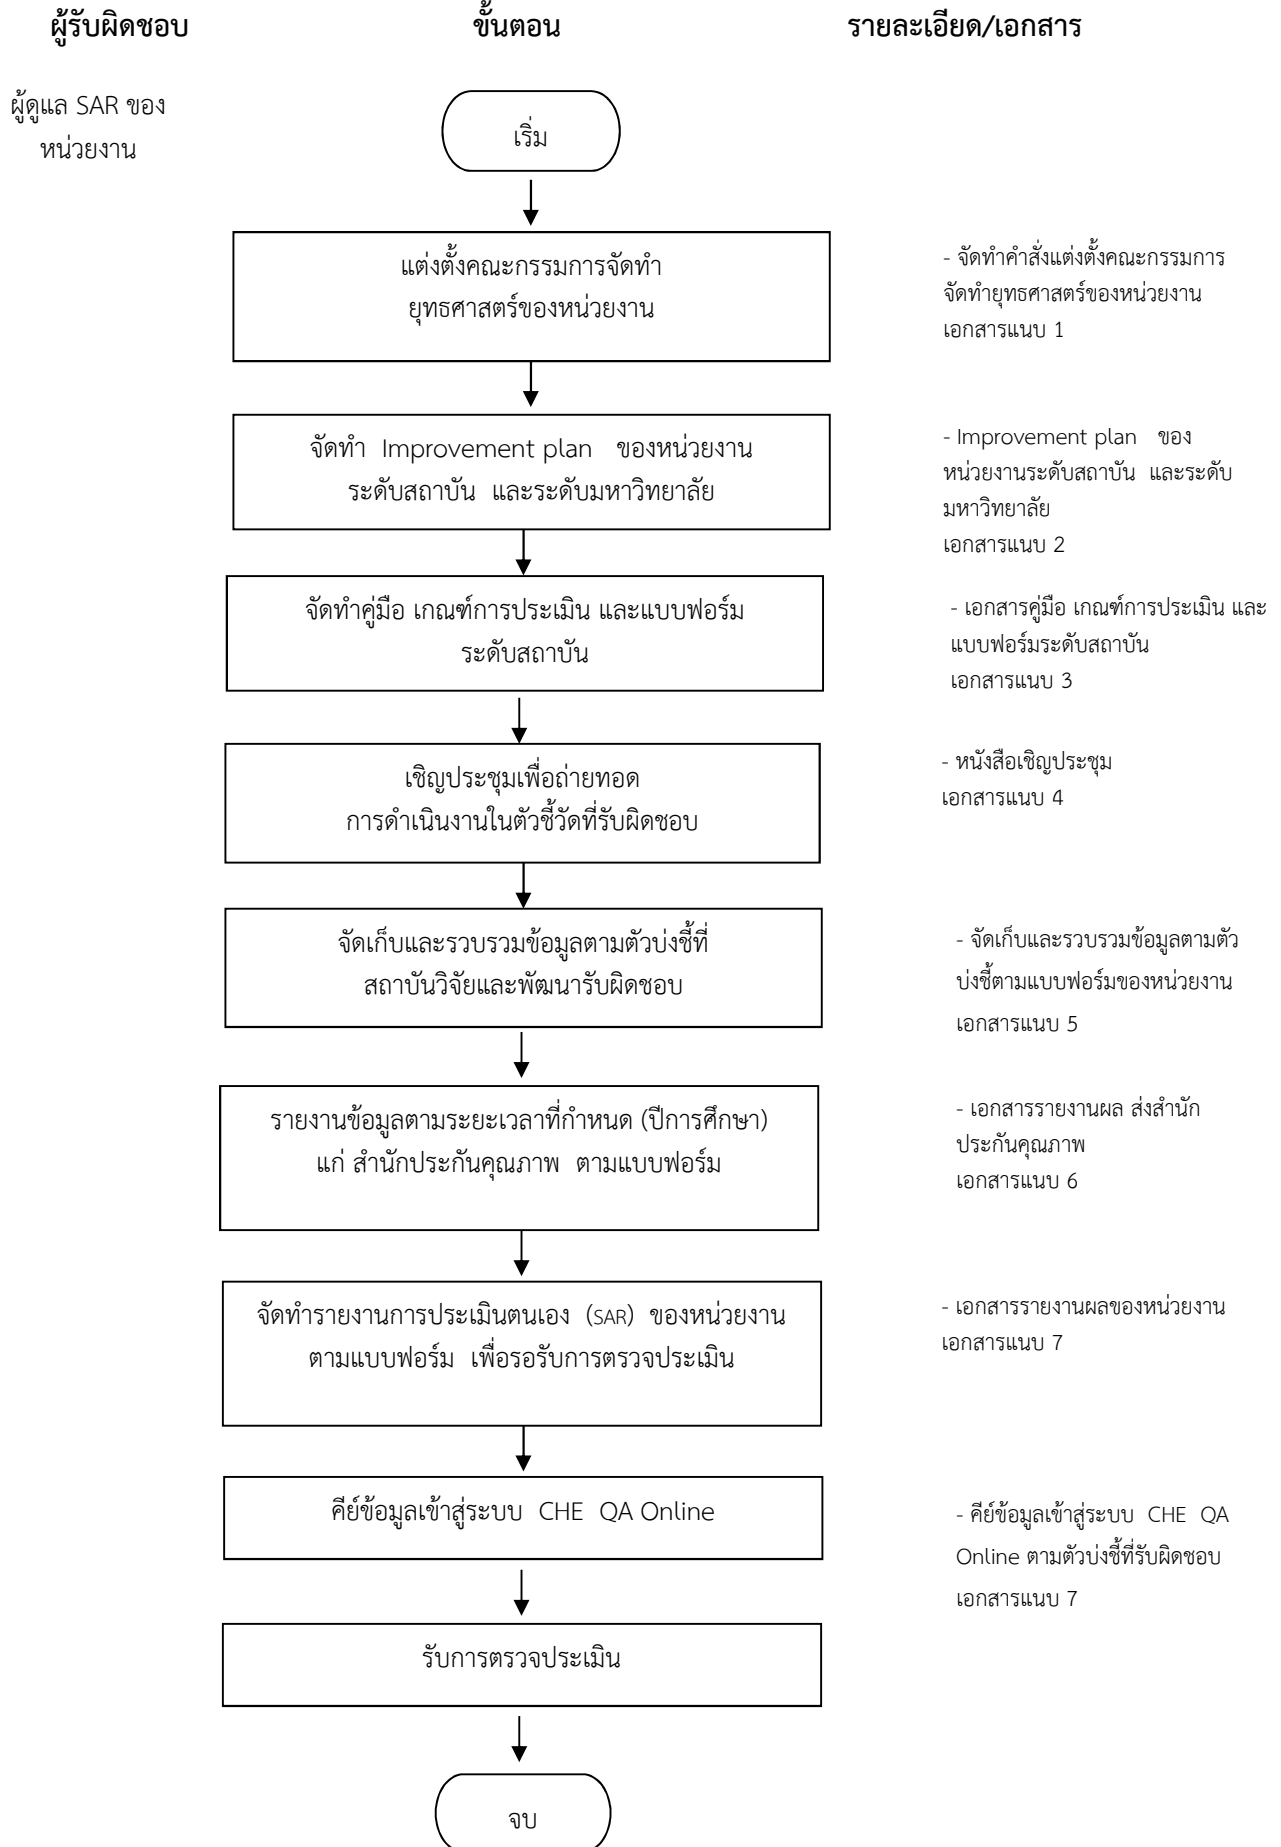 ผู้รับผิดชอบ
ขั้นตอน
รายละเอียด/เอกสาร
ผู้ดูแล SAR ของ
หน่วยงาน
เริ่ม
แต่งตั้งคณะกรรมการจัดทำ
ยุทธศาสตร์ของหน่วยงาน
- จัดทำคำสั่งแต่งตั้งคณะกรรมการ
จัดทำยุทธศาสตร์ของหน่วยงาน
เอกสารแนบ 1
จัดทำ Improvement plan ของหน่วยงาน
ระดับสถาบัน และระดับมหาวิทยาลัย
- Improvement plan ของ
หน่วยงานระดับสถาบัน และระดับ
มหาวิทยาลัย
เอกสารแนบ 2
จัดทำคู่มือ เกณฑ์การประเมิน และแบบฟอร์ม
ระดับสถาบัน
- เอกสารคู่มือ เกณฑ์การประเมิน และ
แบบฟอร์มระดับสถาบัน
เอกสารแนบ 3
เชิญประชุมเพื่อถ่ายทอด
การดำเนินงานในตัวชี้วัดที่รับผิดชอบ
- หนังสือเชิญประชุม
เอกสารแนบ 4
จัดเก็บและรวบรวมข้อมูลตามตัวบ่งชี้ที่
สถาบันวิจัยและพัฒนารับผิดชอบ
- จัดเก็บและรวบรวมข้อมูลตามตัว
บ่งชี้ตามแบบฟอร์มของหน่วยงาน
เอกสารแนบ 5
รายงานข้อมูลตามระยะเวลาที่กำหนด (ปีการศึกษา)
แก่ สำนักประกันคุณภาพ ตามแบบฟอร์ม
- เอกสารรายงานผล ส่งสำนัก
ประกันคุณภาพ
เอกสารแนบ 6
จัดทำรายงานการประเมินตนเอง (SAR) ของหน่วยงาน
ตามแบบฟอร์ม เพื่อรอรับการตรวจประเมิน
- เอกสารรายงานผลของหน่วยงาน
เอกสารแนบ 7
คีย์ข้อมูลเข้าสู่ระบบ CHE QA Online
- คีย์ข้อมูลเข้าสู่ระบบ CHE QA
Online ตามตัวบ่งชี้ที่รับผิดชอบ
เอกสารแนบ 7
รับการตรวจประเมิน
จบ